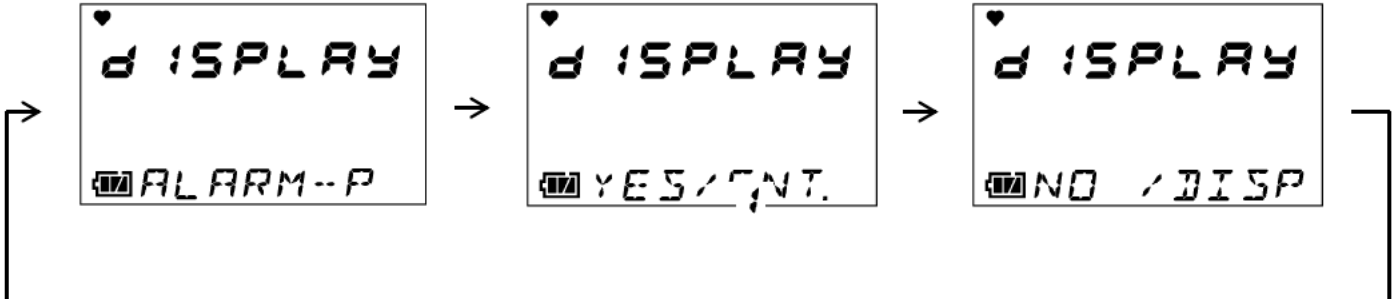 dISPLAY
ALARM--P
dISPLAY
YES/
dISPLAY
NO /DISP